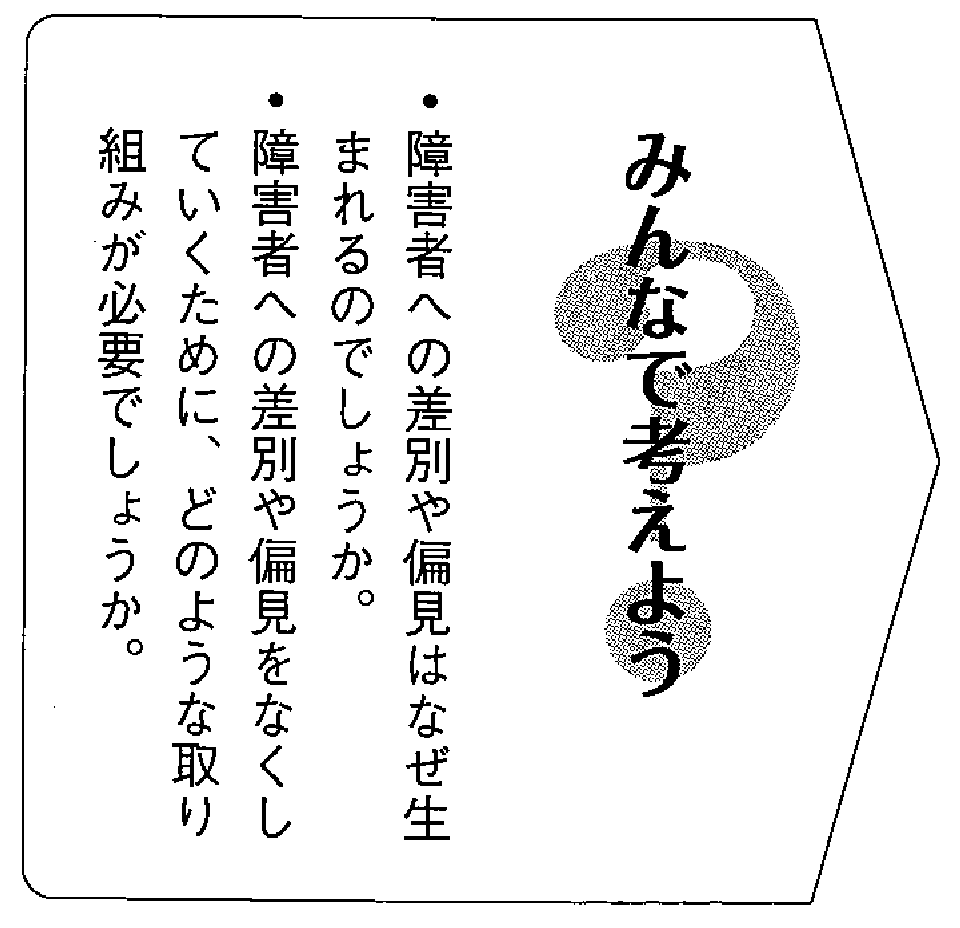 みんなで考えよう
•障害者への差別や偏見はなぜ生
まれるのでしょうか。
•障害者への差別や偏見をなくし
ていくために、どのような取り
組みが必要でしょうか。